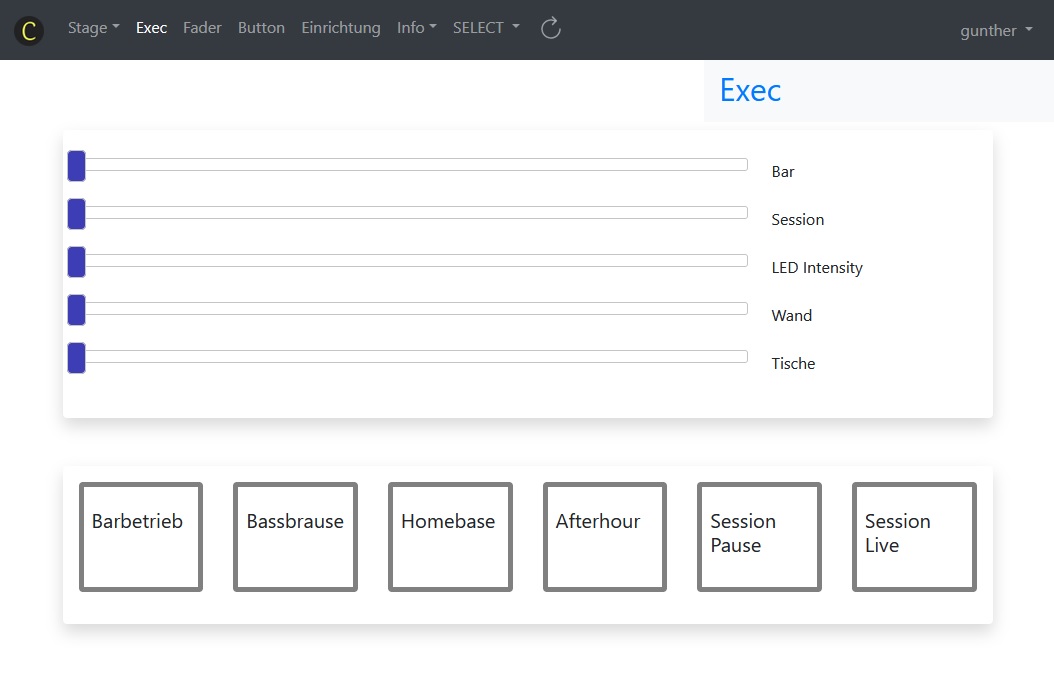 C Stage Exec Fader Button Einrichtung Info SELECT gunther
Exec
Bar
Session
LED Intensity
Wand
Tische
Barbetrieb Bassbrause Homebase Afterhour Session Session
Pause Live